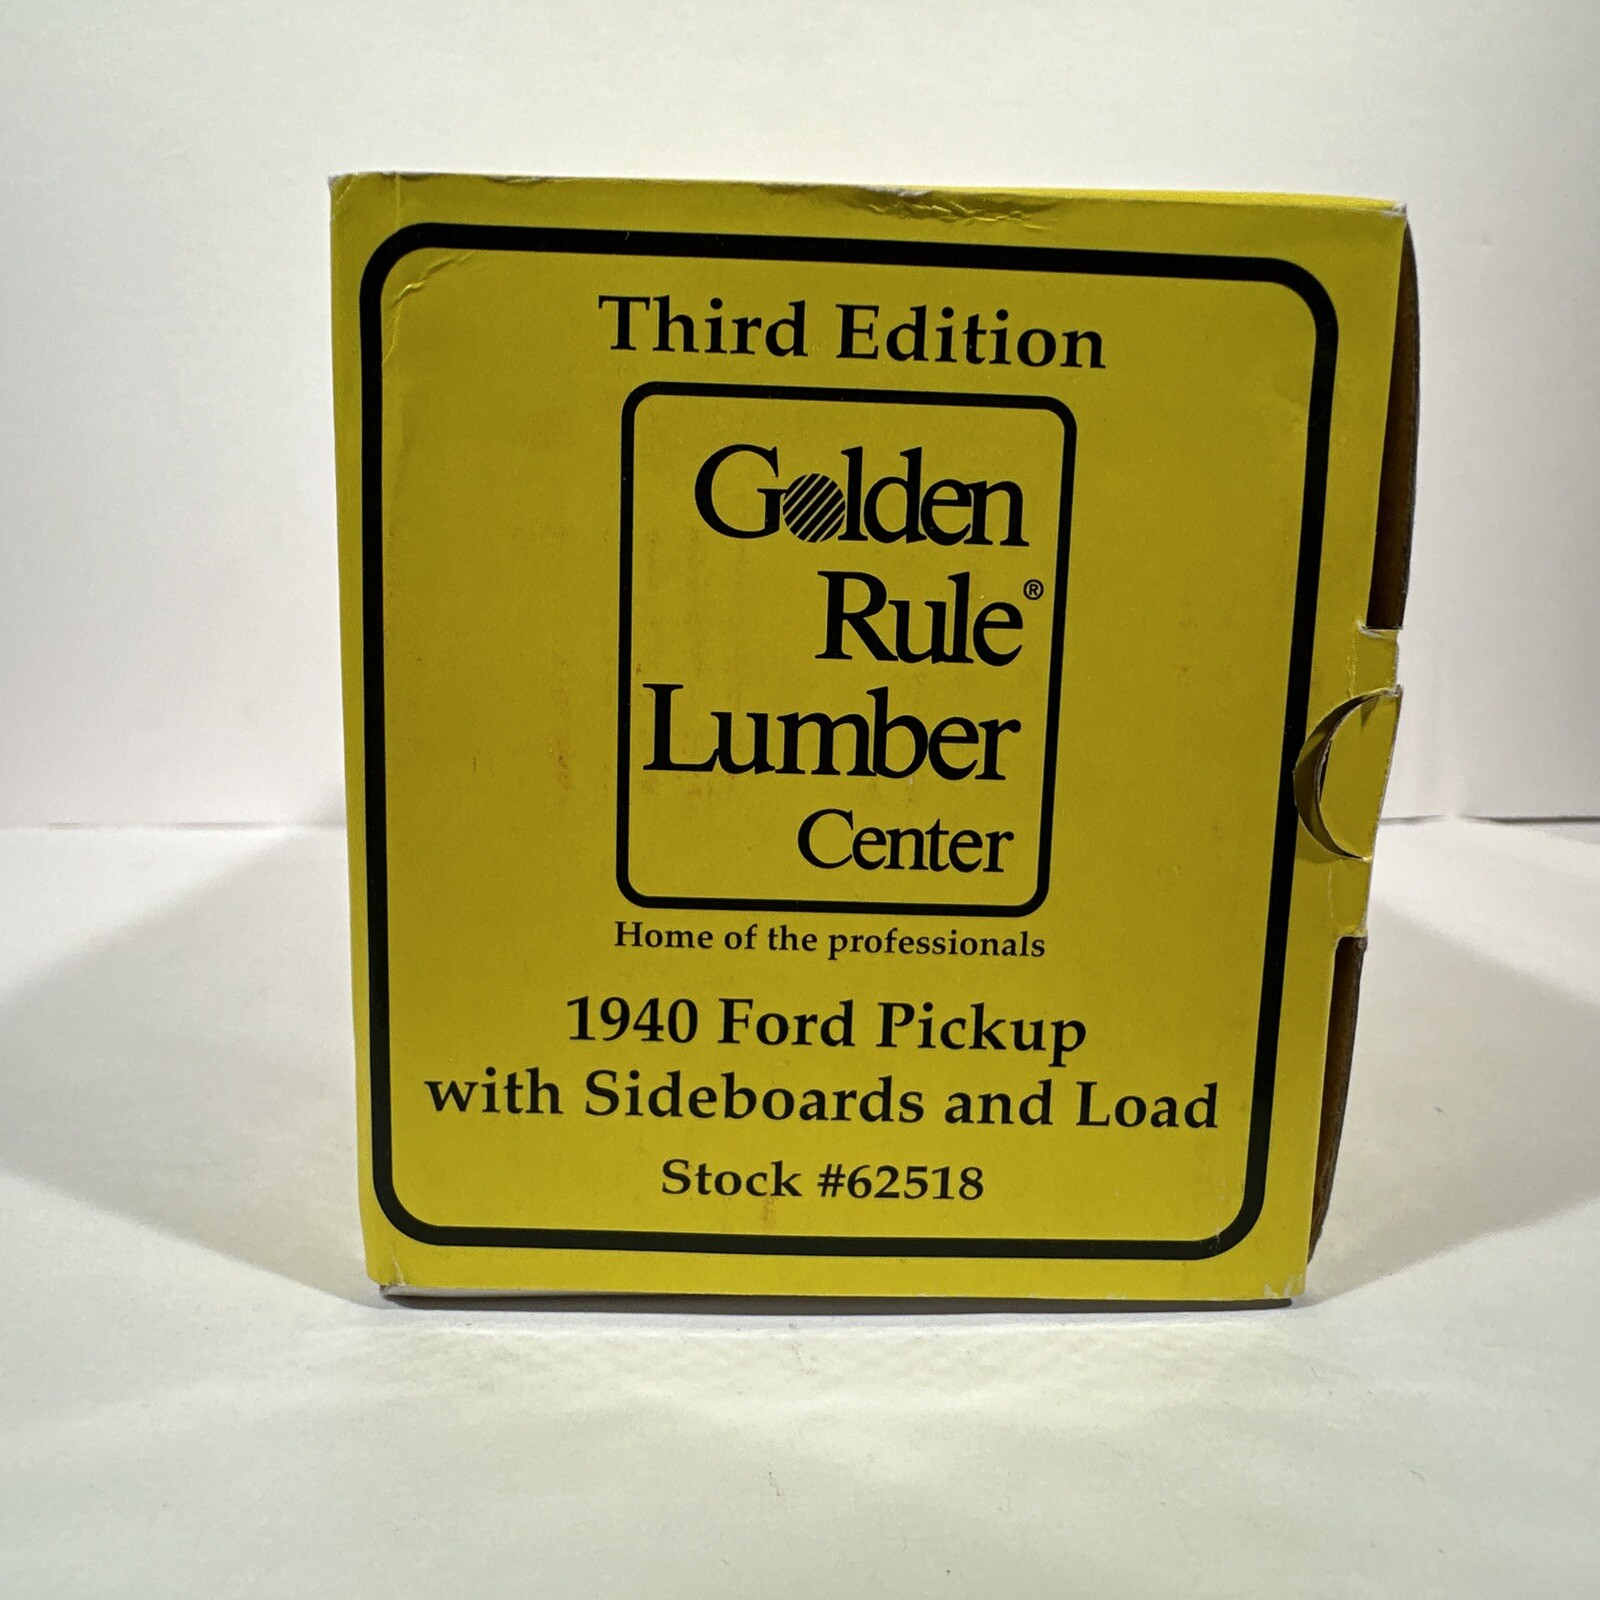 Third Edition
Golden
Rule®
Lumber
Center
Home of the professionals
1940 Ford Pickup
with Sideboards and Load
Stock #62518